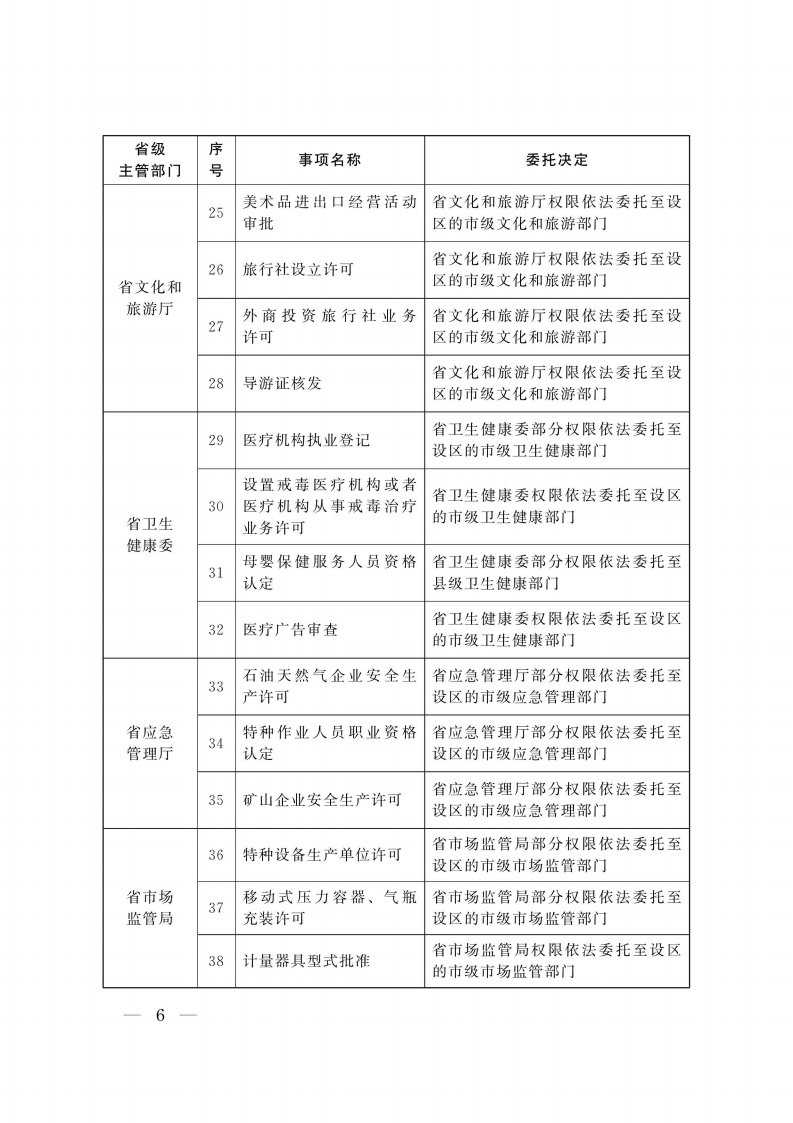 省级
主管部门
序
号
事项名称
委托决定
省文化和
旅游厅
25
美术品进出口经营活动
审批
省文化和旅游厅权限依法委托至设
区的市级文化和旅游部门
26
旅行社设立许可
省文化和旅游厅权限依法委托至设
区的市级文化和旅游部门
27
外商投资旅行社业务
许可
省文化和旅游厅权限依法委托至设
区的市级文化和旅游部门
28
导游证核发
省文化和旅游厅权限依法委托至设
区的市级文化和旅游部门
省卫生
健康委
29
医疗机构执业登记
省卫生健康委部分权限依法委托至
设区的市级卫生健康部门
30
设置戒毒医疗机构或者
医疗机构从事戒毒治疗
业务许可
省卫生健康委权限依法委托至设区
的市级卫生健康部门
31
母婴保健服务人员资格
认定
省卫生健康委部分权限依法委托至
县级卫生健康部门
32
医疗广告审查
省卫生健康委权限依法委托至设区
的市级卫生健康部门
省应急
管理厅
33
石油天然气企业安全生
产许可
省应急管理厅部分权限依法委托至
设区的市级应急管理部门
34
特种作业人员职业资格
认定
省应急管理厅部分权限依法委托至
设区的市级应急管理部门
35
矿山企业安全生产许可
省应急管理厅部分权限依法委托至
设区的市级应急管理部门
省市场
监管局
36
特种设备生产单位许可
省市场监管局部分权限依法委托至
设区的市级市场监管部门
37
移动式压力容器、气瓶
充装许可
省市场监管局部分权限依法委托至
设区的市级市场监管部门
38
计量器具型式批准
省市场监管局权限依法委托至设区
的市级市场监管部门
— 6 —